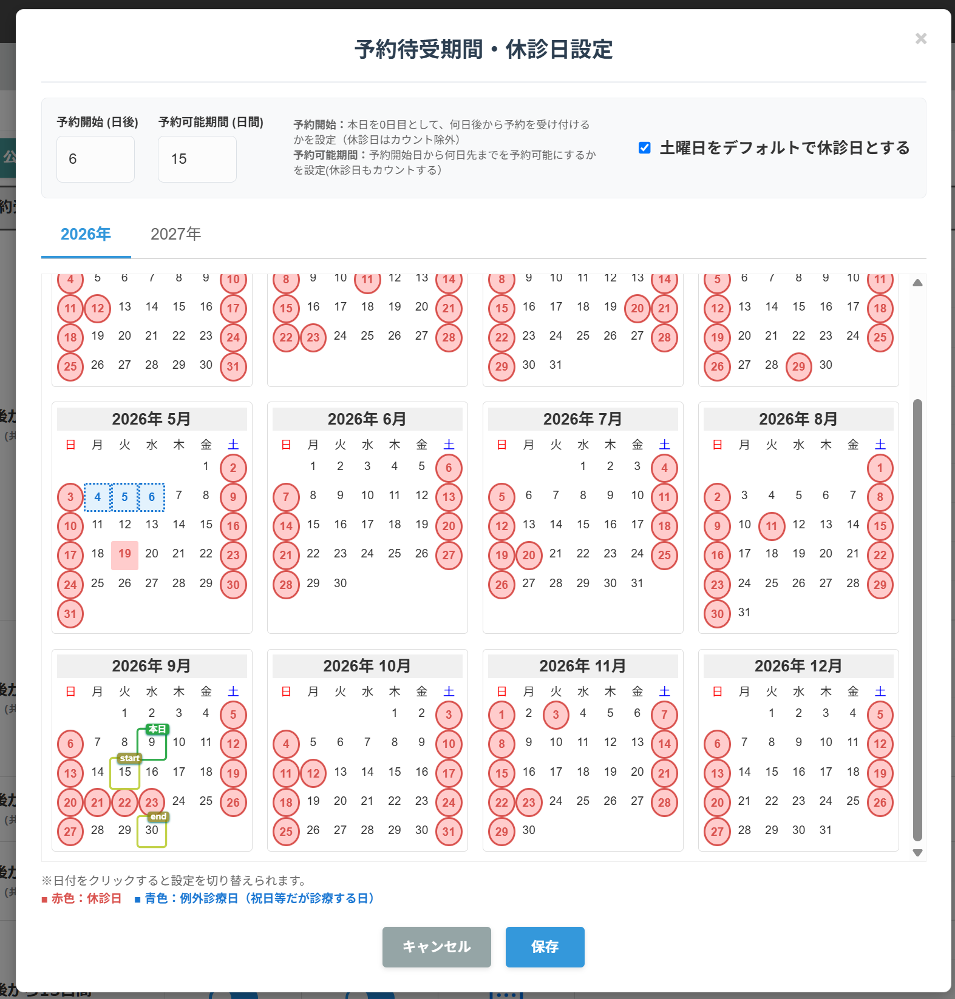 予約待受期間・休診日設定
×
予約開始 (日後)
6
予約可能期間 (日間)
15
予約開始：本日を0日目として、何日後から予約を受け付ける
かを設定（休診日はカウント除外）
予約可能期間：予約開始日から何日先までを予約可能にするか
を設定(休診日もカウントする）
土曜日をデフォルトで休診日とする
2026年 2027年
4 5 6 7 8 9 10
11 12 13 14 15 16 17
18 19 20 21 22 23 24
25 26 27 28 29 30 31
8 9 10 11 12 13 14
15 16 17 18 19 20 21
22 23 24 25 26 27 28
8 9 10 11 12 13 14
15 16 17 18 19 20 21
22 23 24 25 26 27 28
29 30 31
5 6 7 8 9 10 11
12 13 14 15 16 17 18
19 20 21 22 23 24 25
26 27 28 29 30
2026年 5月
日 月 火 水 木 金 土
1 2
3 4 5 6 7 8 9
10 11 12 13 14 15 16
17 18 19 20 21 22 23
24 25 26 27 28 29 30
31
2026年 6月
日 月 火 水 木 金 土
1 2 3 4 5 6
7 8 9 10 11 12 13
14 15 16 17 18 19 20
21 22 23 24 25 26 27
28 29 30
2026年 7月
日 月 火 水 木 金 土
1 2 3 4
5 6 7 8 9 10 11
12 13 14 15 16 17 18
19 20 21 22 23 24 25
26 27 28 29 30 31
2026年 8月
日 月 火 水 木 金 土
1
2 3 4 5 6 7 8
9 10 11 12 13 14 15
16 17 18 19 20 21 22
23 24 25 26 27 28 29
30 31
2026年 9月
日 月 火 水 木 金 土
1 2 3 4 5
本日
6 7 8 9 10 11 12
start
13 14 15 16 17 18 19
20 21 22 23 24 25 26
end
27 28 29 30
2026年 10月
日 月 火 水 木 金 土
1 2 3
4 5 6 7 8 9 10
11 12 13 14 15 16 17
18 19 20 21 22 23 24
25 26 27 28 29 30 31
2026年 11月
日 月 火 水 木 金 土
1 2 3 4 5 6 7
8 9 10 11 12 13 14
15 16 17 18 19 20 21
22 23 24 25 26 27 28
29 30
2026年 12月
日 月 火 水 木 金 土
1 2 3 4 5
6 7 8 9 10 11 12
13 14 15 16 17 18 19
20 21 22 23 24 25 26
27 28 29 30 31
※日付をクリックすると設定を切り替えられます。
■ 赤色：休診日 ■ 青色：例外診療日（祝日等だが診療する日）
キャンセル 保存